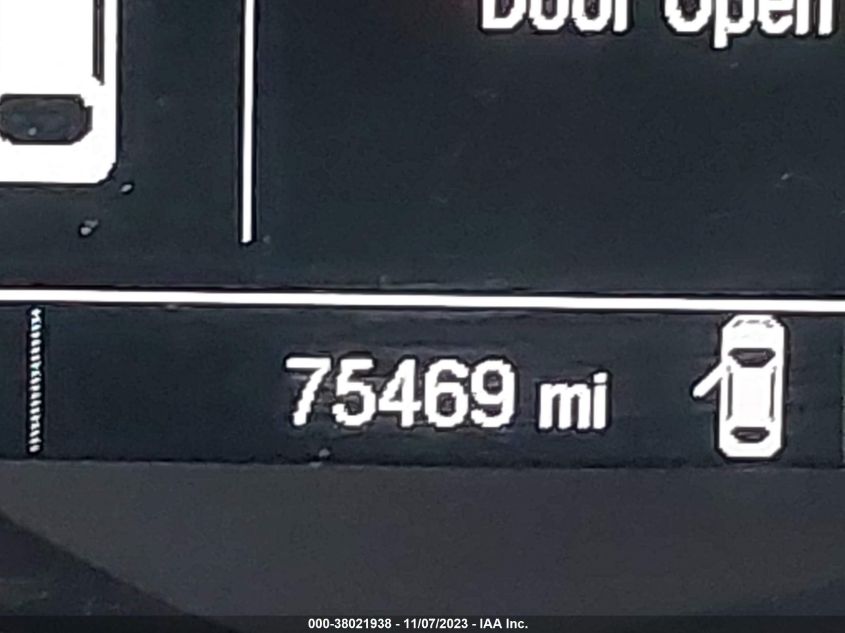 Door Open
75469 mi
000-38021938 - 11/07/2023 - IAA Inc.